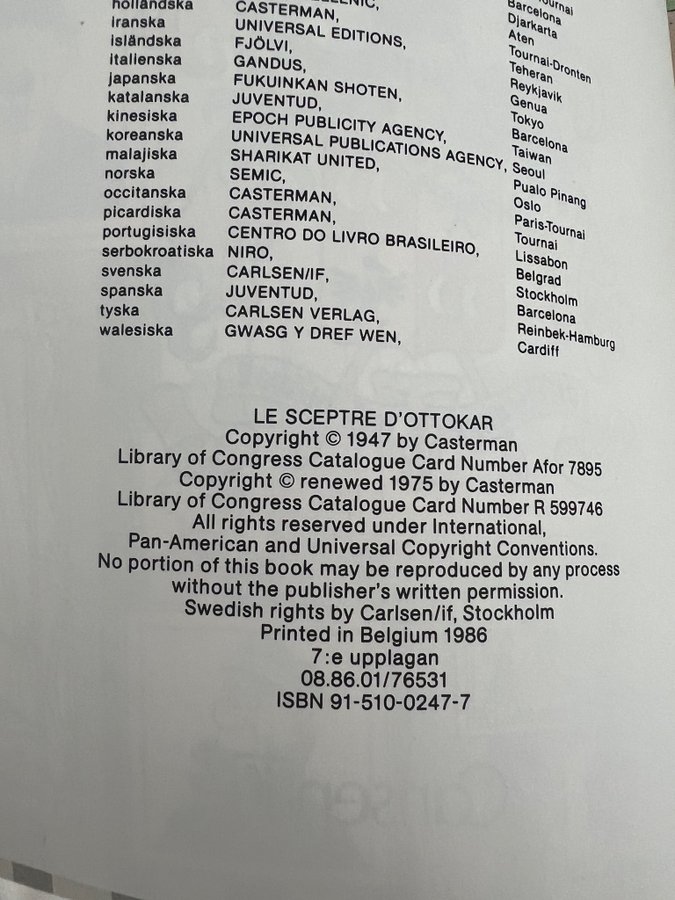 Tournai
Barcelona
Djarkarta
Aten
holländska CASTERMAN, Tournai-Dronten
iranska UNIVERSAL EDITIONS, Teheran
isländska FJÖLVI, Reykjavik
italienska GANDUS, Genua
japanska FUKUINKAN SHOTEN, Tokyo
katalanska JUVENTUD, Barcelona
kinesiska EPOCH PUBLICITY AGENCY, Taiwan
koreanska UNIVERSAL PUBLICATIONS AGENCY, Seoul
malajiska SHARIKAT UNITED, Pualo Pinang
norska SEMIC, Oslo
occitanska CASTERMAN, Paris-Tournai
picardiska CASTERMAN, Tournai
portugisiska CENTRO DO LIVRO BRASILEIRO, Lissabon
serbokroatiska NIRO, Belgrad
svenska CARLSEN/IF, Stockholm
spanska JUVENTUD, Barcelona
tyska CARLSEN VERLAG, Reinbek-Hamburg
walesiska GWASG Y DREF WEN, Cardiff
LE SCEPTRE D'OTTOKAR
Copyright © 1947 by Casterman
Library of Congress Catalogue Card Number Afor 7895
Copyright © renewed 1975 by Casterman
Library of Congress Catalogue Card Number R 599746
All rights reserved under International,
Pan-American and Universal Copyright Conventions.
No portion of this book may be reproduced by any process
without the publisher's written permission.
Swedish rights by Carlsen/if, Stockholm
Printed in Belgium 1986
7:e upplagan
08.86.01/76531
ISBN 91-510-0247-7